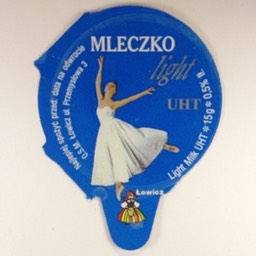 MLECZKO
light
UHT
Najlepiej spożyć przed: data na odwrocie
O.S.M. Łowicz ul. Przemysłowa 3
Light Milk UHT * 15g * 0,5% fl.
Łowicz